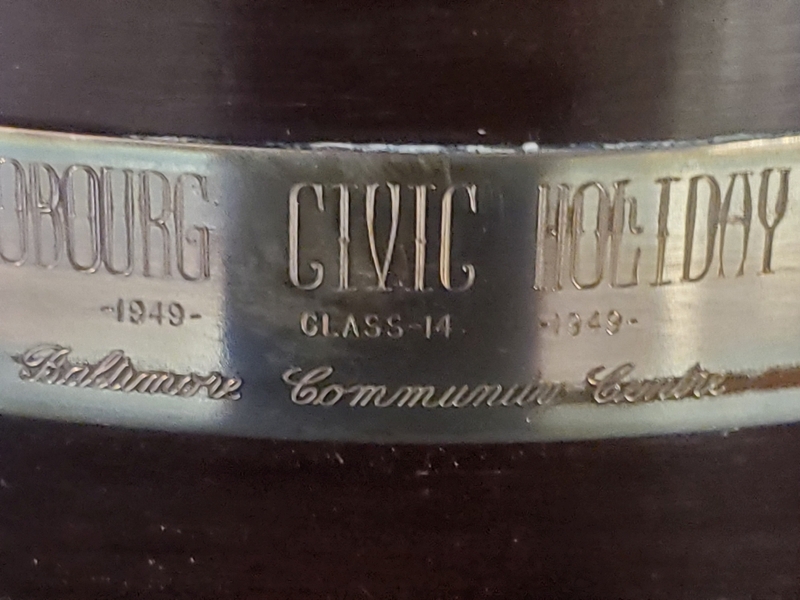 OBOURG CIVIC HOLIDAY
-1949- CLASS-14 -1949-
Baltimore Community Centre